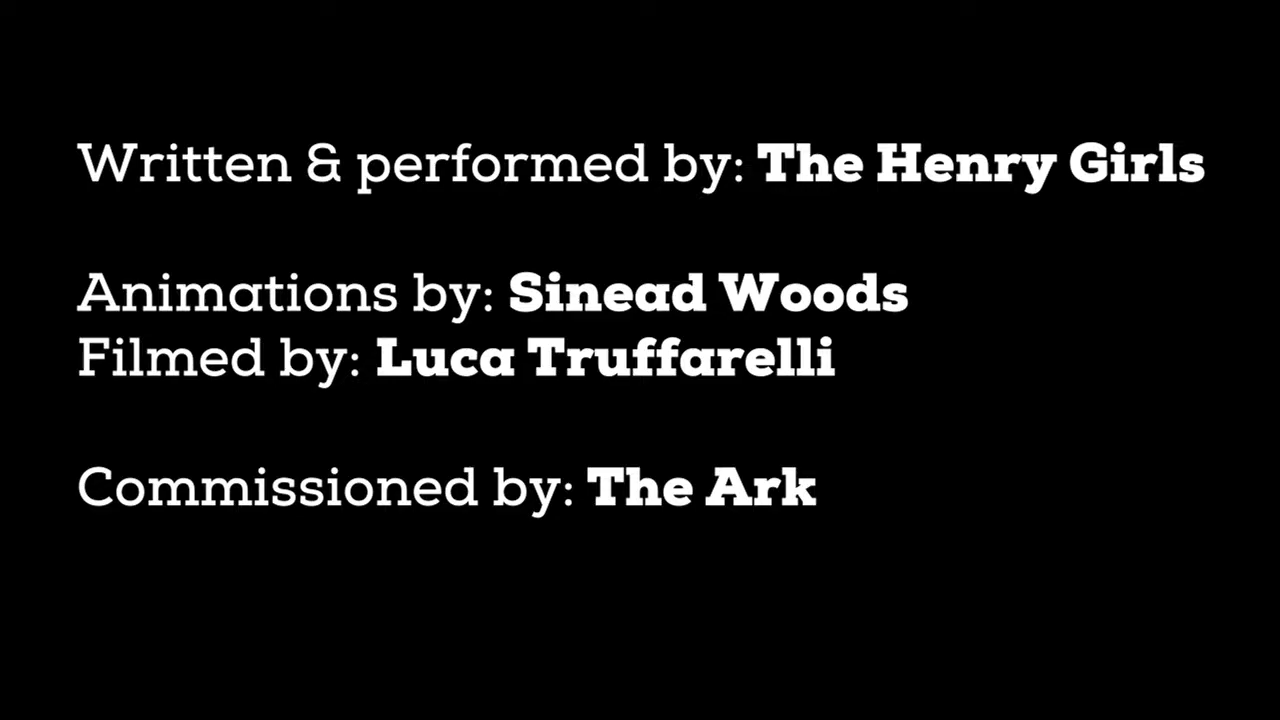 Written & performed by: The Henry Girls
Animations by: Sinead Woods
Filmed by: Luca Truffarelli
Commissioned by: The Ark